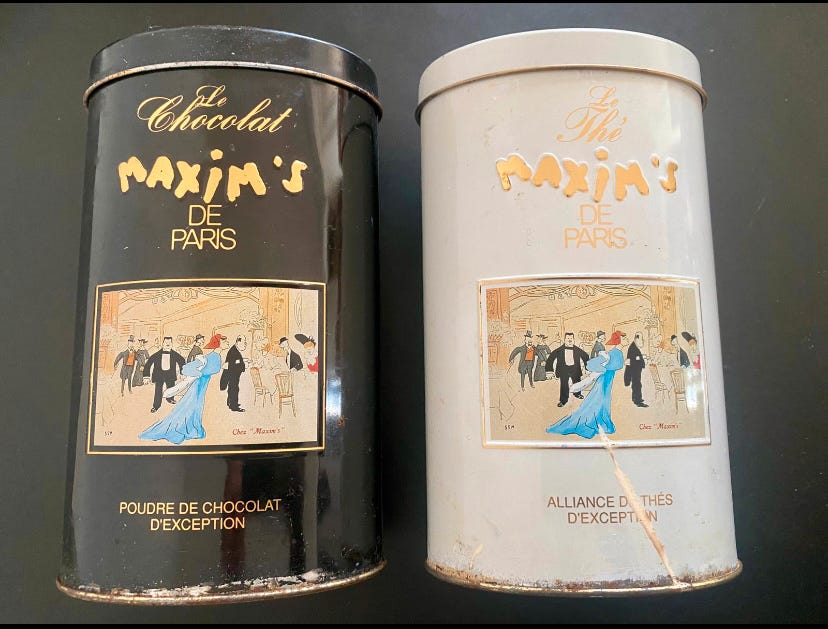 Le
Chocolat
MAXiM's
DE
PARIS
Chez "Maxim's"
POUDRE DE CHOCOLAT
D'EXCEPTION
Le
Thé
MAXiM's
DE
PARIS
SEM
Chez "Maxim's"
ALLIANCE DE THÉS
D'EXCEPTION